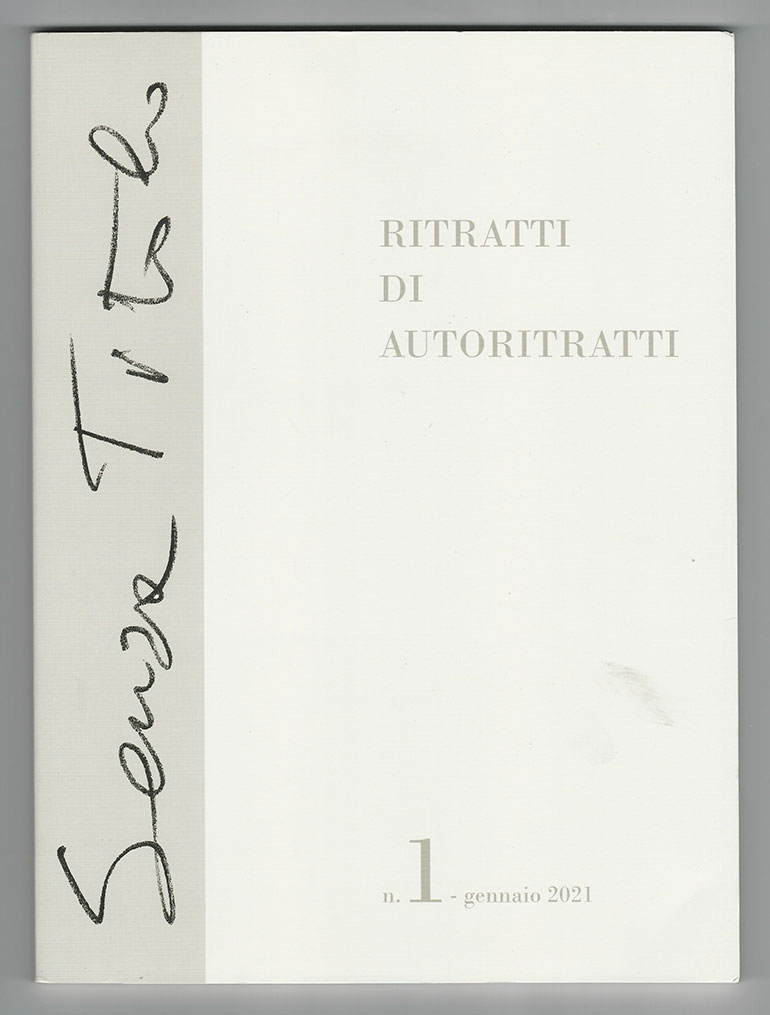 Senza Titolo
RITRATTI
DI
AUTORITRATTI
n. 1 - gennaio 2021